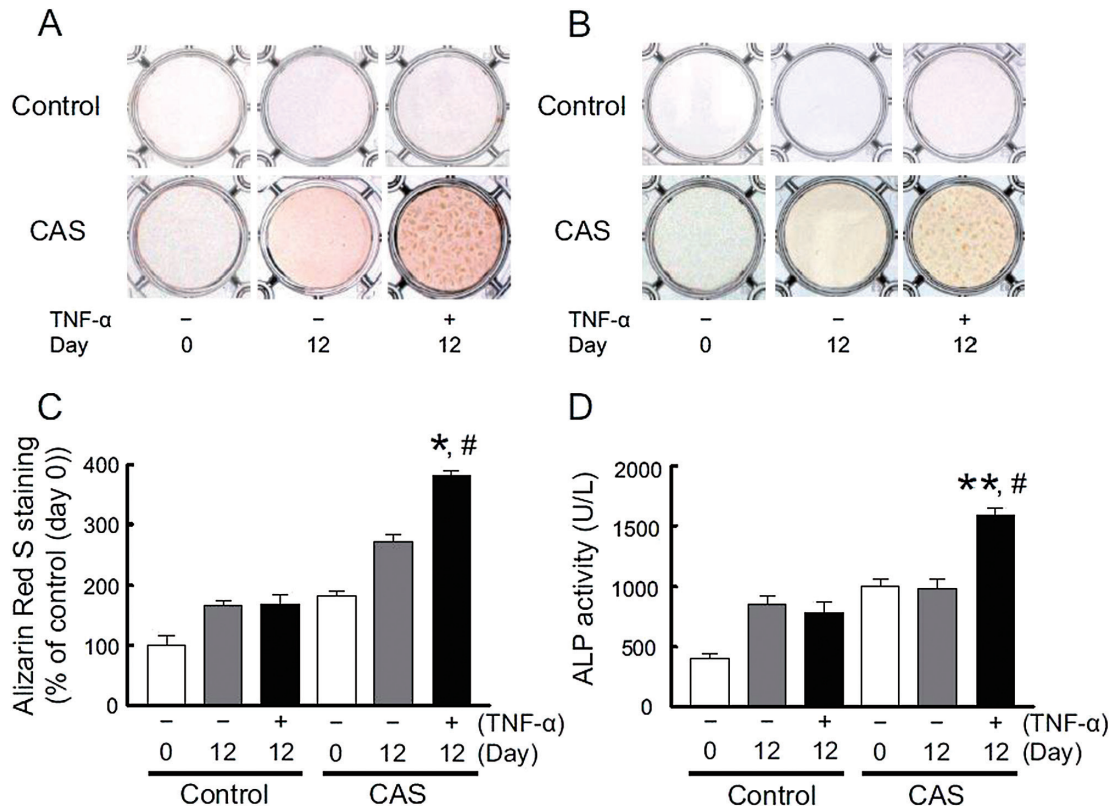 A
B
Control
Control
CAS
CAS
TNF-α − − +
Day 0 12 12
TNF-α − − +
Day 0 12 12
C
Alizarin Red S staining
(% of control (day 0))
400
300
200
100
0
*, #
− − + − − + (TNF-α)
0 12 12 0 12 12 (Day)
Control CAS
D
ALP activity (U/L)
2000
1500
1000
500
0
**, #
− − + − − + (TNF-α)
0 12 12 0 12 12 (Day)
Control CAS